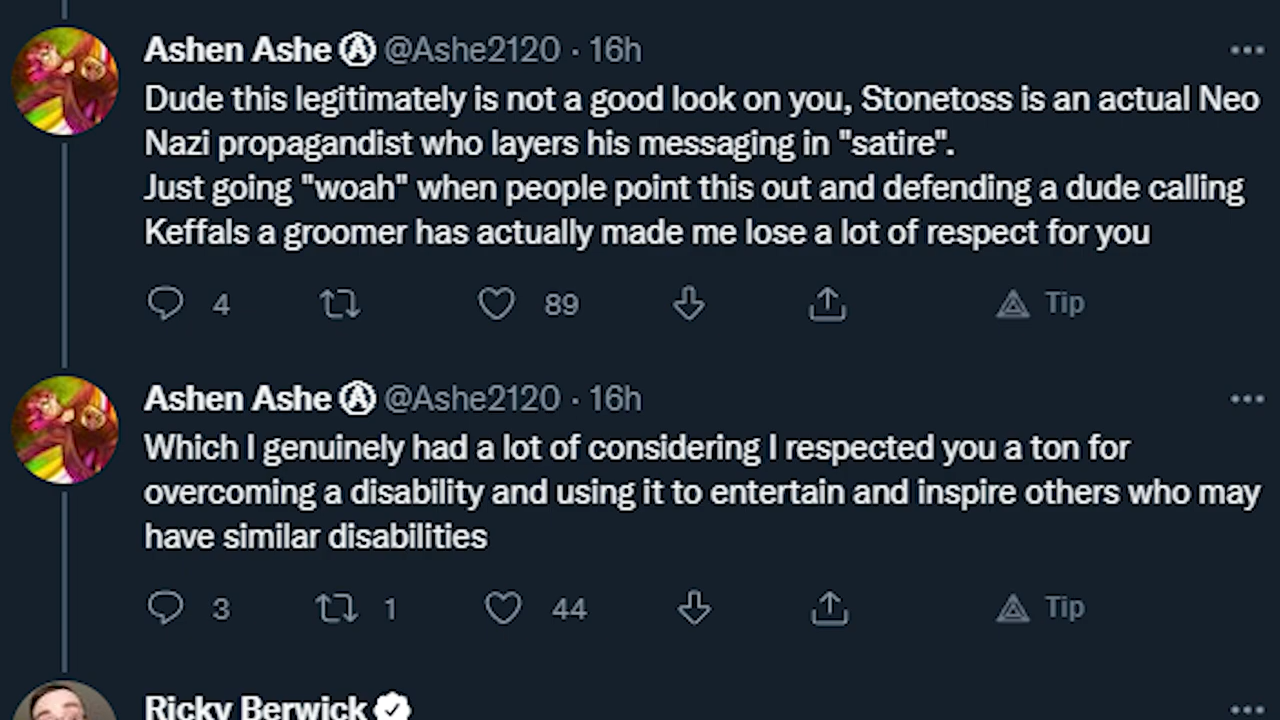 Ashen Ashe Ⓐ @Ashe2120 · 16h
Dude this legitimately is not a good look on you, Stonetoss is an actual Neo
Nazi propagandist who layers his messaging in "satire".
Just going "woah" when people point this out and defending a dude calling
Keffals a groomer has actually made me lose a lot of respect for you
4 89 Tip
Ashen Ashe Ⓐ @Ashe2120 · 16h
Which I genuinely had a lot of considering I respected you a ton for
overcoming a disability and using it to entertain and inspire others who may
have similar disabilities
3 1 44 Tip
Ricky Berwick